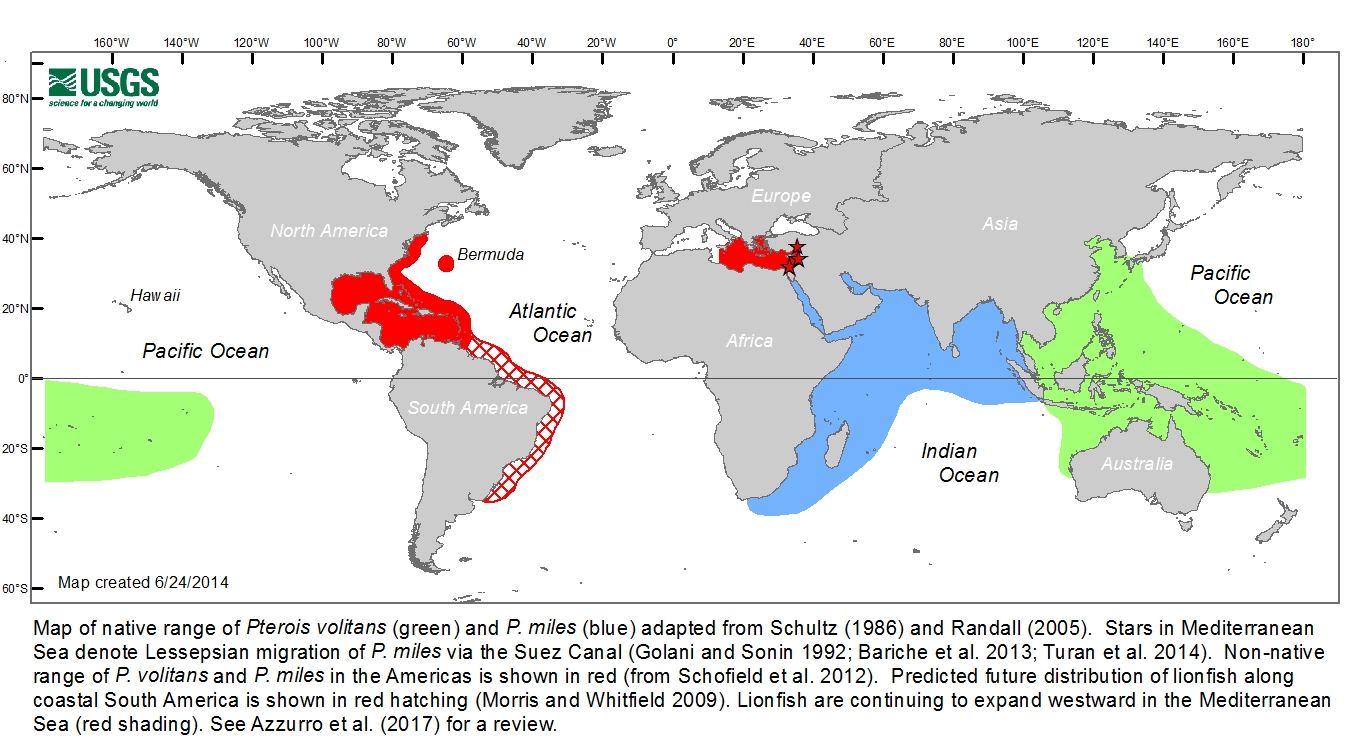 160°W 140°W 120°W 100°W 80°W 60°W 40°W 20°W 0° 20°E 40°E 60°E 80°E 100°E 120°E 140°E 160°E 180°
USGS
science for a changing world
80°N
60°N
Europe
North America
Asia
40°N
Bermuda
Pacific
Ocean
Hawaii
20°N
Atlantic
Ocean
Africa
Pacific Ocean
0°
South America
Indian
Ocean
20°S
Australia
40°S
Map created 6/24/2014
60°S
Map of native range of Pterois volitans (green) and P. miles (blue) adapted from Schultz (1986) and Randall (2005). Stars in Mediterranean
Sea denote Lessepsian migration of P. miles via the Suez Canal (Golani and Sonin 1992; Bariche et al. 2013; Turan et al. 2014). Non-native
range of P. volitans and P. miles in the Americas is shown in red (from Schofield et al. 2012). Predicted future distribution of lionfish along
coastal South America is shown in red hatching (Morris and Whitfield 2009). Lionfish are continuing to expand westward in the Mediterranean
Sea (red shading). See Azzurro et al. (2017) for a review.